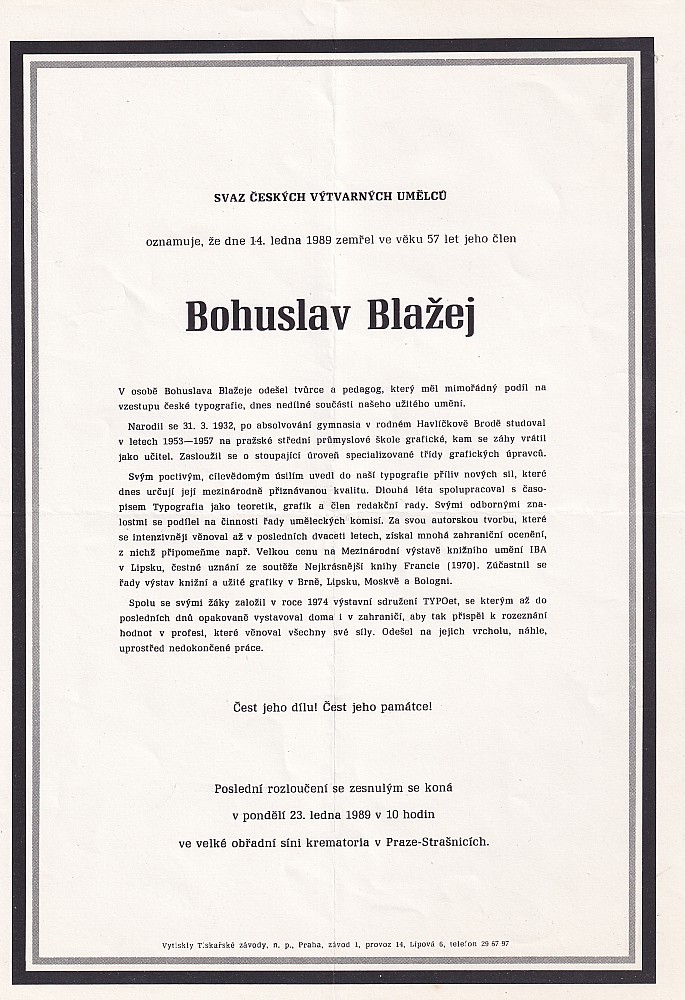 SVAZ ČESKÝCH VÝTVARNÝCH UMĚLCŮ
oznamuje, že dne 14. ledna 1989 zemřel ve věku 57 let jeho člen
Bohuslav Blažej
V osobě Bohuslava Blažeje odešel tvůrce a pedagog, který měl mimořádný podíl na
vzestupu české typografie, dnes nedílné součásti našeho užitého umění.
Narodil se 31. 3. 1932, po absolvování gymnasia v rodném Havlíčkově Brodě studoval
v letech 1953—1957 na pražské střední průmyslové škole grafické, kam se záhy vrátil
jako učitel. Zasloužil se o stoupající úroveň specializované třídy grafických úpravců.
Svým poctivým, cílevědomým úsilím uvedl do naší typografie příliv nových sil, které
dnes určují její mezinárodně přiznávanou kvalitu. Dlouhá léta spolupracoval s časo-
pisem Typografia jako teoretik, grafik a člen redakční rady. Svými odbornými zna-
lostmi se podílel na činnosti řady uměleckých komisí. Za svou autorskou tvorbu, které
se intenzivněji věnoval až v posledních dvaceti letech, získal mnohá zahraniční ocenění,
z nichž připomeňme např. Velkou cenu na Mezinárodní výstavě knižního umění IBA
v Lipsku, čestné uznání ze soutěže Nejkrásnější knihy Francie (1970). Zúčastnil se
řady výstav knižní a užité grafiky v Brně, Lipsku, Moskvě a Bologni.
Spolu se svými žáky založil v roce 1974 výstavní sdružení TYPOet, se kterým až do
posledních dnů opakovaně vystavoval doma i v zahraničí, aby tak přispěl k rozeznání
hodnot v profesi, které věnoval všechny své síly. Odešel na jejich vrcholu, náhle,
uprostřed nedokončené práce.
Čest jeho dílu! Čest jeho památce!
Poslední rozloučení se zesnulým se koná
v pondělí 23. ledna 1989 v 10 hodin
ve velké obřadní síni krematoria v Praze-Strašnicích.
Vytiskly Tiskařské závody, n. p., Praha, závod 1, provoz 14, Lípová 6, telefon 29 67 97